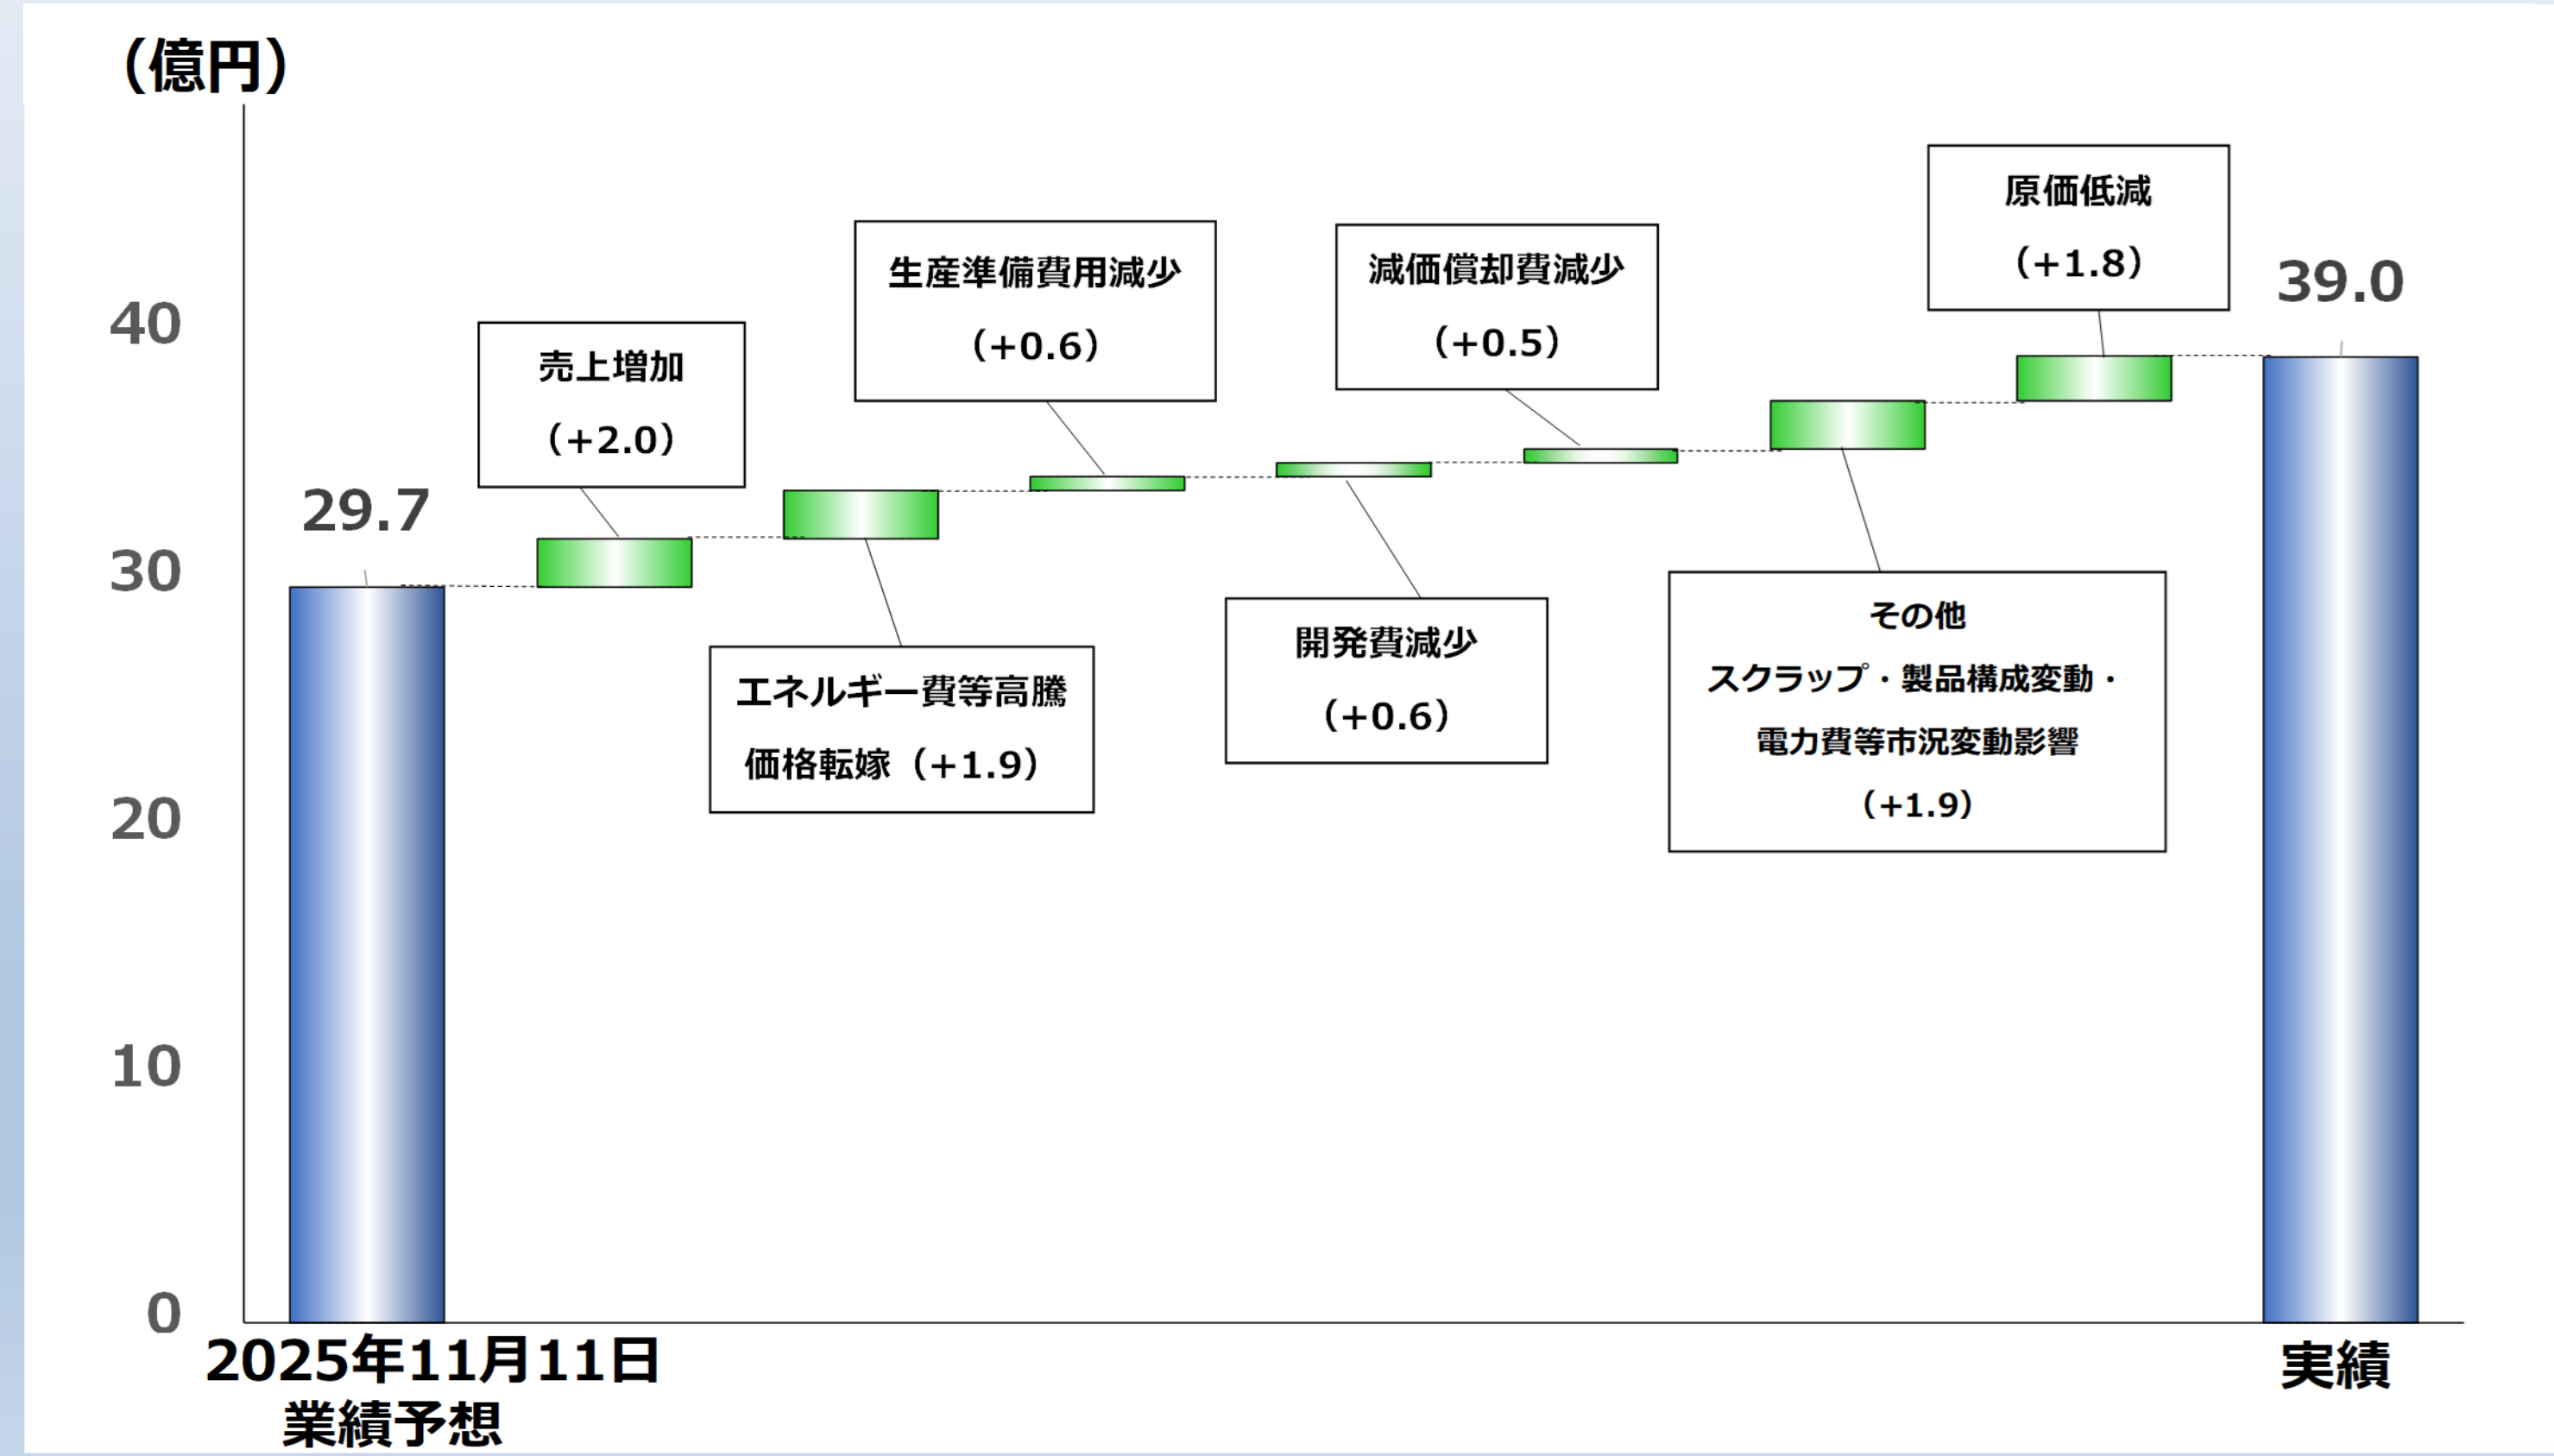 （億円）
40
30
20
10
0
29.7
売上増加
（+2.0）
エネルギー費等高騰
価格転嫁（+1.9）
生産準備費用減少
（+0.6）
開発費減少
（+0.6）
減価償却費減少
（+0.5）
その他
スクラップ・製品構成変動・
電力費等市況変動影響
（+1.9）
原価低減
（+1.8）
39.0
2025年11月11日
業績予想
実績